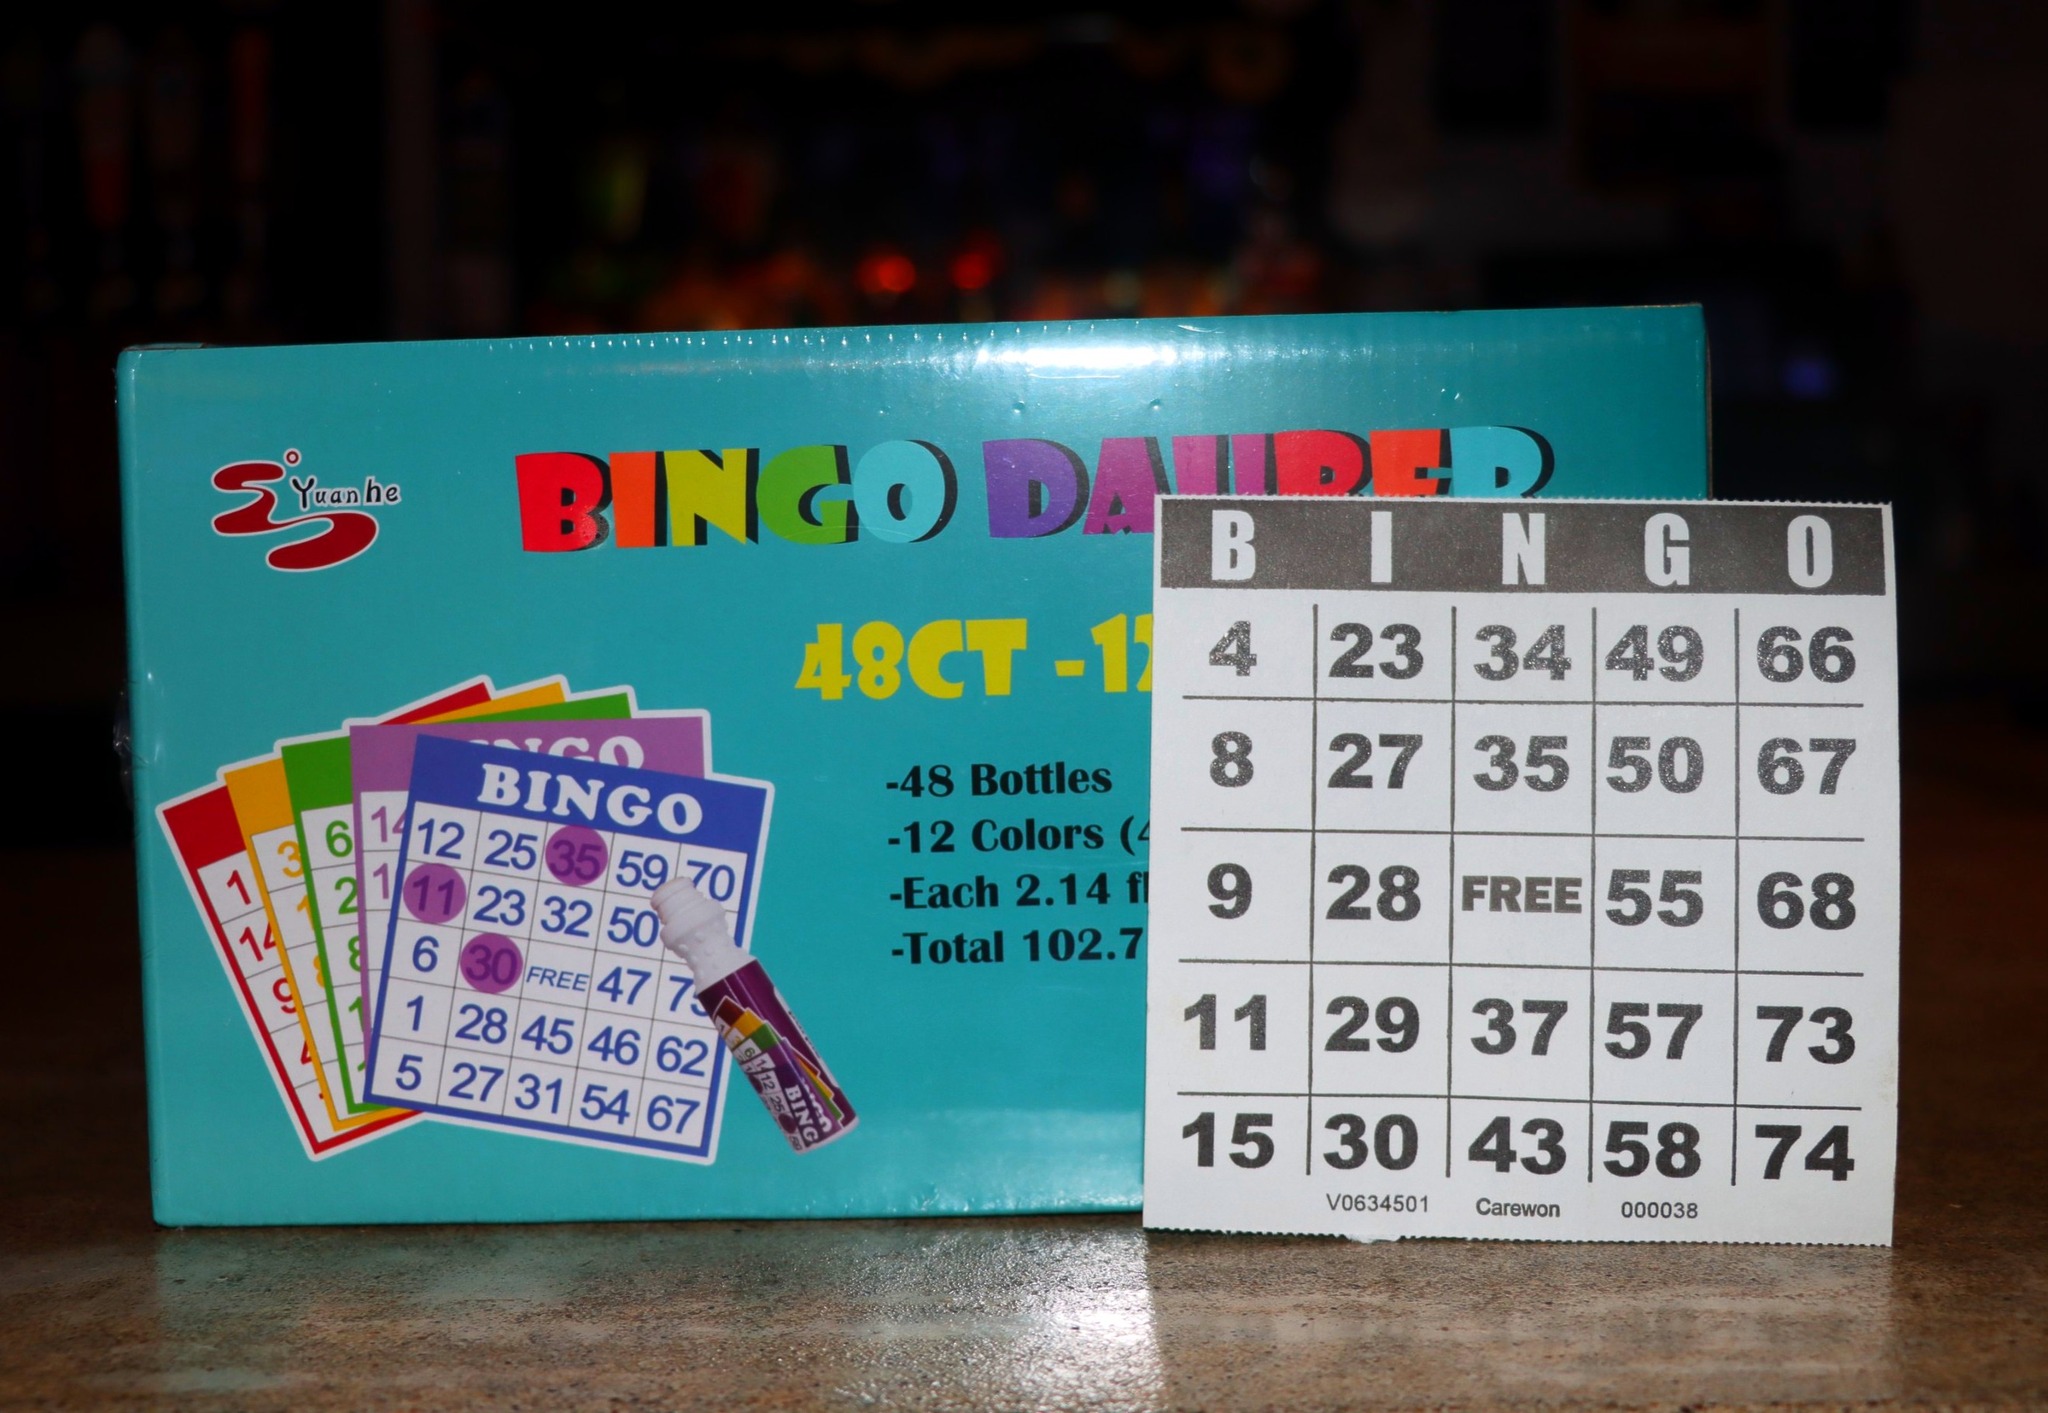 Yuanhe
BINGO DAUBER
48CT -12
-48 Bottles
-12 Colors (4
-Each 2.14 fl
-Total 102.7
BINGO
12 25 35 59 70
11 23 32 50
6 30 FREE 47 73
1 28 45 46 62
5 27 31 54 67
B I N G O
4 23 34 49 66
8 27 35 50 67
9 28 FREE 55 68
11 29 37 57 73
15 30 43 58 74
V0634501 Carewon 000038